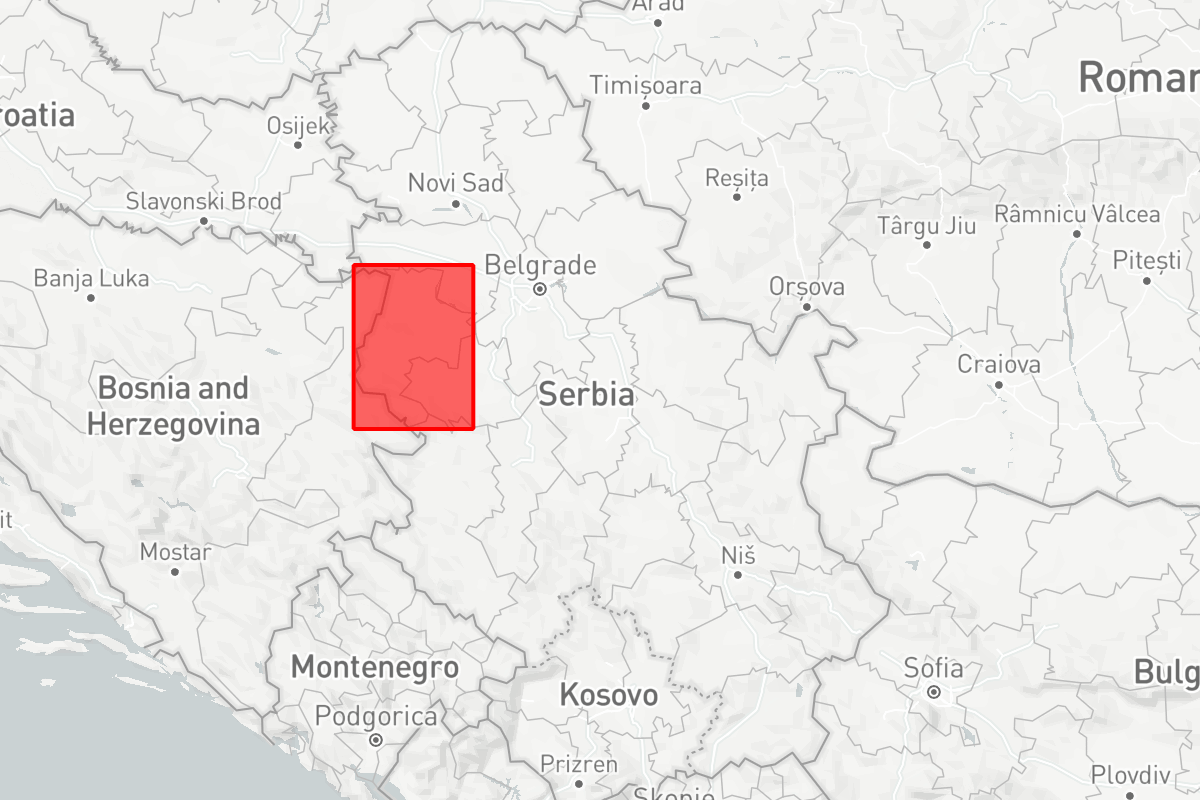 Arad
Roman
Timișoara
roatia
Osijek
Reșița
Novi Sad
Slavonski Brod
Râmnicu Vâlcea
Târgu Jiu
Pitești
Belgrade
Banja Luka
Orșova
Craiova
Bosnia and
Herzegovina
Serbia
it
Mostar
Niš
Montenegro
Sofia
Bulg
Kosovo
Podgorica
Prizren
Plovdiv
Skopje